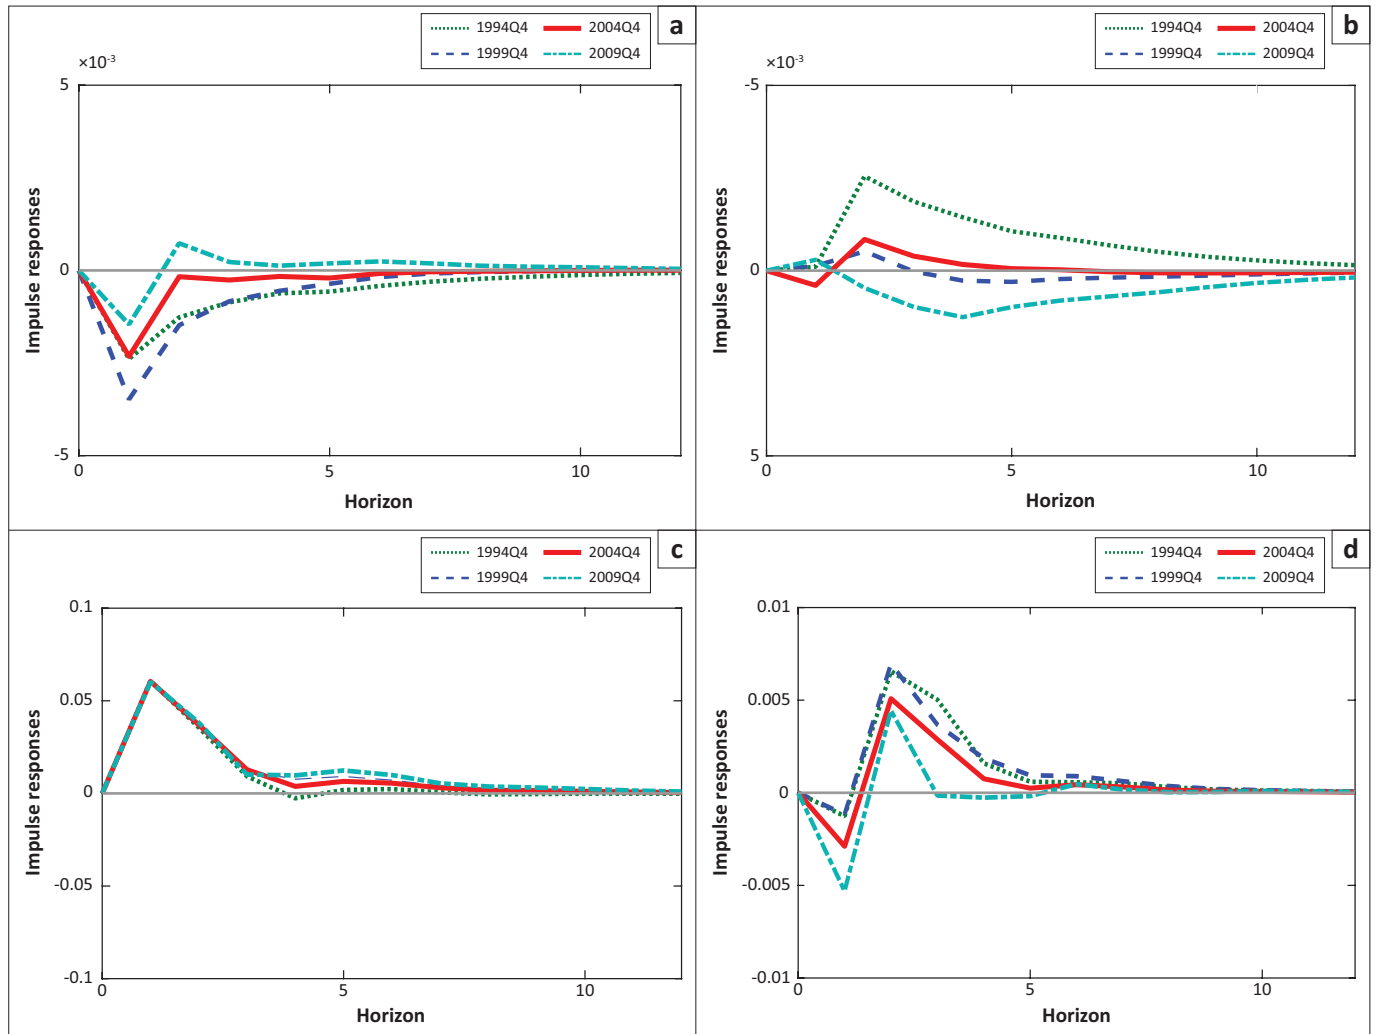 1994Q4 2004Q4 a
1999Q4 2009Q4
×10-3
5
0
-5
0 5 10
Impulse responses
Horizon
1994Q4 2004Q4 b
1999Q4 2009Q4
×10-3
-5
0
5
0 5 10
Impulse responses
Horizon
1994Q4 2004Q4 c
1999Q4 2009Q4
0.1
0.05
0
-0.05
-0.1
0 5 10
Impulse responses
Horizon
1994Q4 2004Q4 d
1999Q4 2009Q4
0.01
0.005
0
-0.005
-0.01
0 5 10
Impulse responses
Horizon